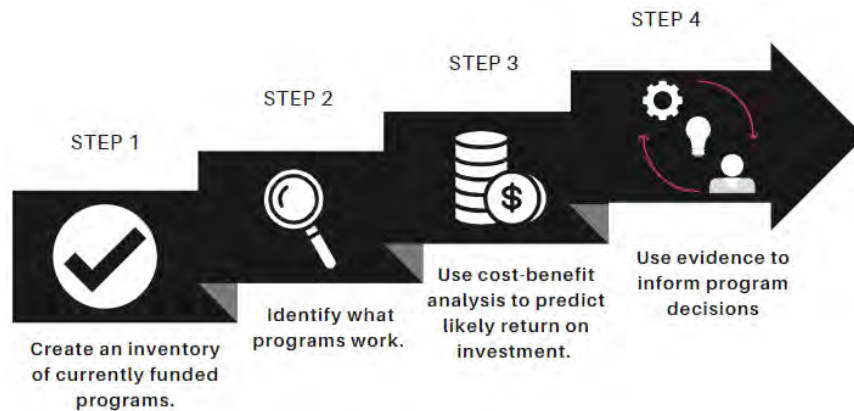 STEP 1
Create an inventory
of currently funded
programs.
STEP 2
Identify what
programs work.
STEP 3
$
Use cost-benefit
analysis to predict
likely return on
investment.
STEP 4
Use evidence to
inform program
decisions